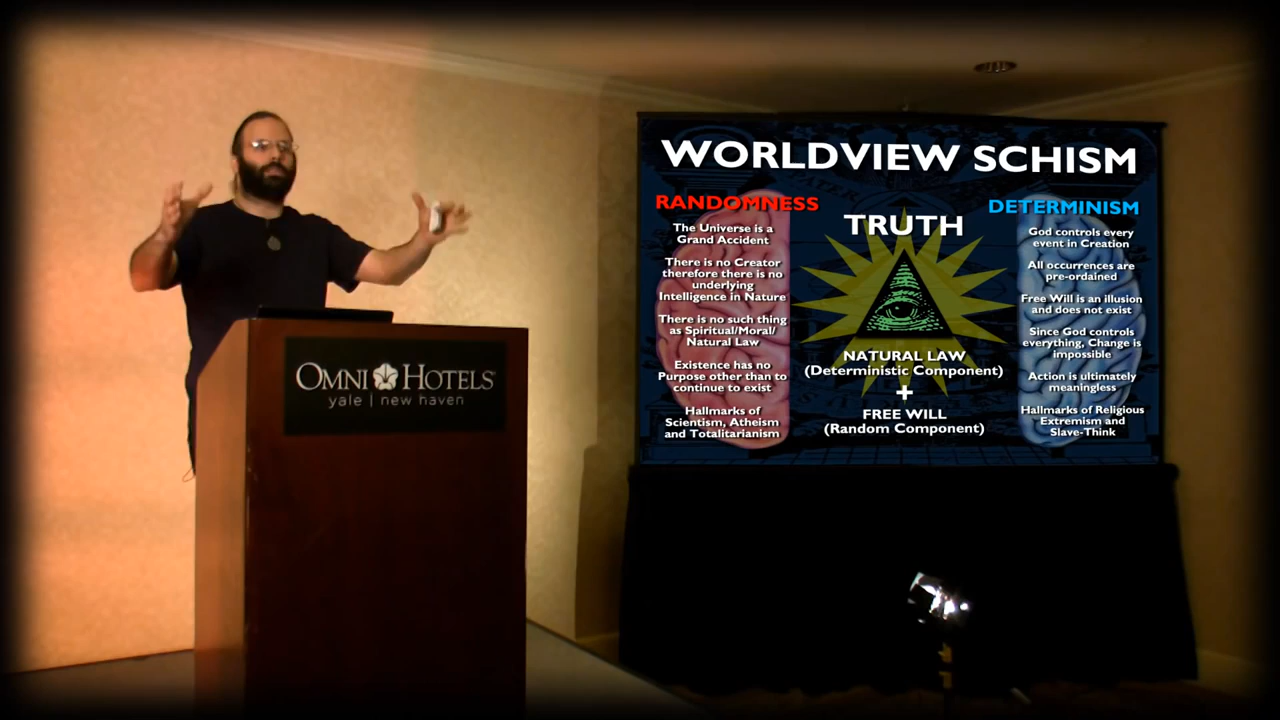 OMNI HOTELS
yale | new haven
WORLDVIEW SCHISM
RANDOMNESS
The Universe is a
Grand Accident
There is no Creator
therefore there is no
underlying
Intelligence in Nature
There is no such thing
as Spiritual/Moral/
Natural Law
Existence has no
Purpose other than to
continue to exist
Hallmarks of
Scientism, Atheism
and Totalitarianism
TRUTH
NATURAL LAW
(Deterministic Component)
+
FREE WILL
(Random Component)
DETERMINISM
God controls every
event in Creation
All occurrences are
pre-ordained
Free Will is an illusion
and does not exist
Since God controls
everything, Change is
impossible
Action is ultimately
meaningless
Hallmarks of Religious
Extremism and
Slave-Think